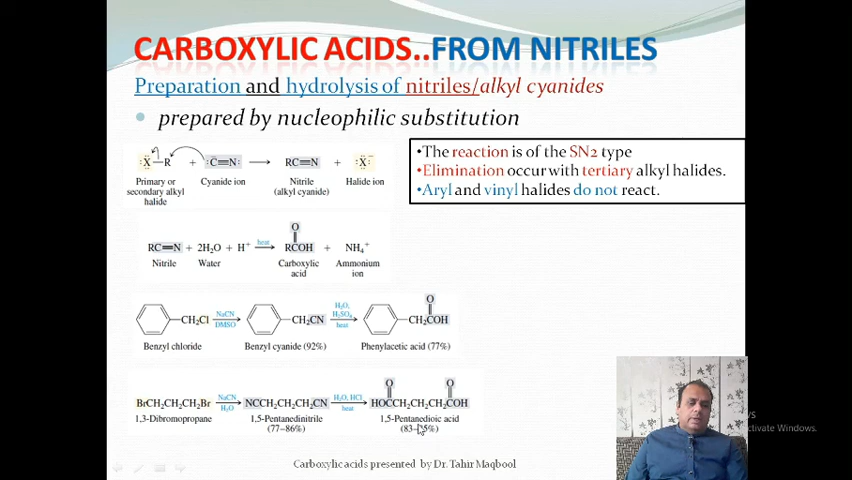 CARBOXYLIC ACIDS..FROM NITRILES
Preparation and hydrolysis of nitriles/alkyl cyanides
prepared by nucleophilic substitution
•The reaction is of the SN2 type
•Elimination occur with tertiary alkyl halides.
•Aryl and vinyl halides do not react.
:X—R + :C≡N: → RC≡N + :X:⁻
Primary or secondary alkyl halide
Cyanide ion
Nitrile (alkyl cyanide)
Halide ion
O
RC≡N + 2H₂O + H⁺ heat → RCOH + NH₄⁺
Nitrile
Water
Carboxylic acid
Ammonium ion
CH₂Cl NaCN DMSO → CH₂CN H₂O, H₂SO₄ heat → O CH₂COH
Benzyl chloride
Benzyl cyanide (92%)
Phenylacetic acid (77%)
O O
BrCH₂CH₂CH₂Br NaCN H₂O → NCCH₂CH₂CH₂CN H₂O, HCl heat → HOCCH₂CH₂CH₂COH
1,3-Dibromopropane
1,5-Pentanedinitrile (77–86%)
1,5-Pentanedioic acid
Carboxylic acids presented by Dr. Tahir Maqbool
ctivate Windows.